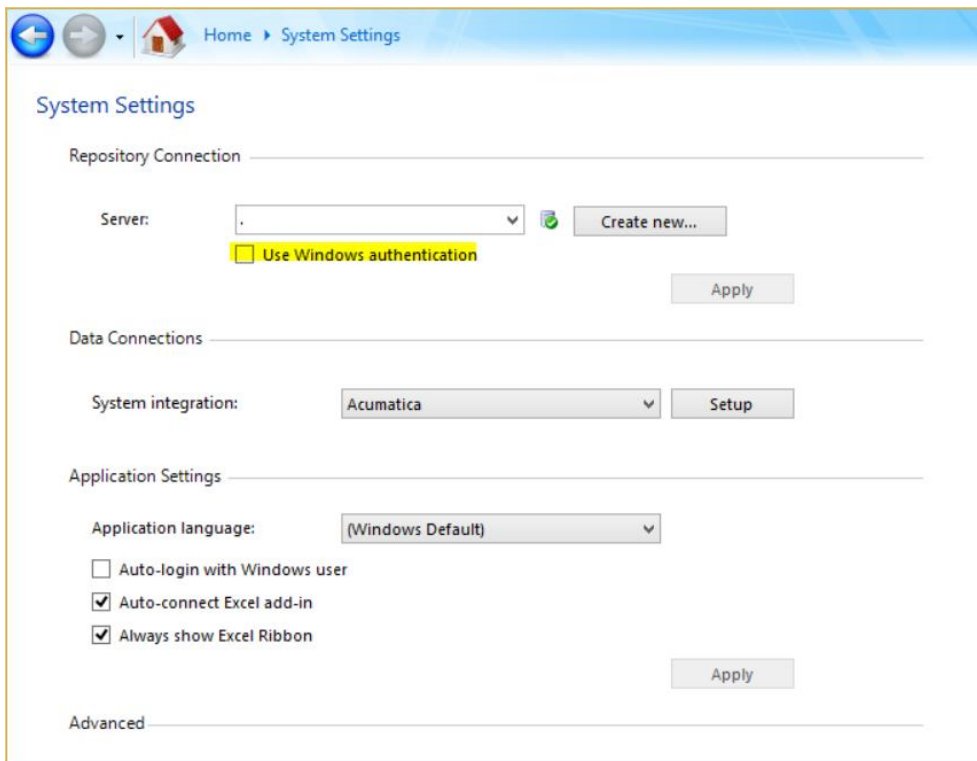 Home System Settings
System Settings
Repository Connection
Server: . Create new...
Use Windows authentication
Apply
Data Connections
System integration: Acumatica Setup
Application Settings
Application language: (Windows Default)
Auto-login with Windows user
Auto-connect Excel add-in
Always show Excel Ribbon
Apply
Advanced